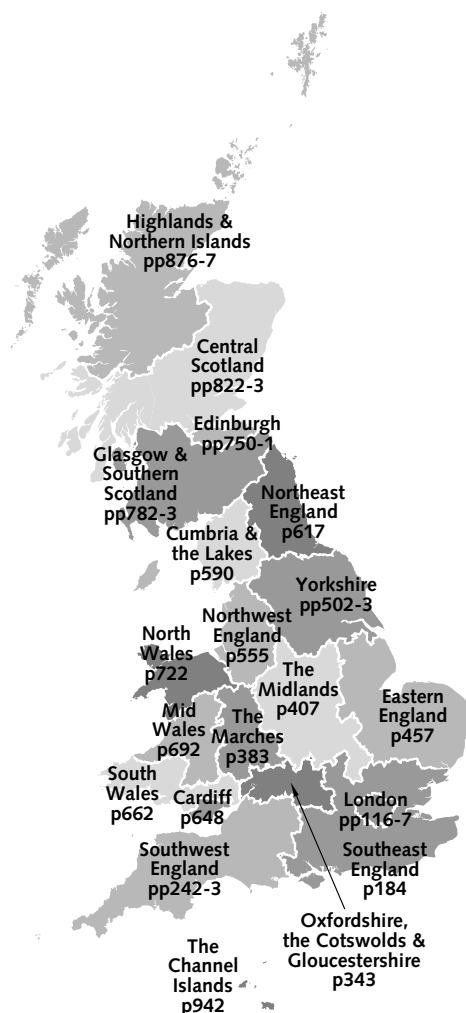 Highlands &
Northern Islands
pp876-7
Central
Scotland
pp822-3
Edinburgh
pp750-1
Glasgow &
Southern
Scotland
pp782-3
Northeast
England
p617
Cumbria &
the Lakes
p590
Yorkshire
pp502-3
Northwest
England
p555
North
Wales
p722
The
Midlands
p407
Eastern
England
p457
Mid
Wales
p692
The
Marches
p383
South
Wales
p662
Cardiff
p648
London
pp116-7
Southwest
England
pp242-3
Southeast
England
p184
Oxfordshire,
the Cotswolds &
Gloucestershire
p343
The
Channel
Islands
p942